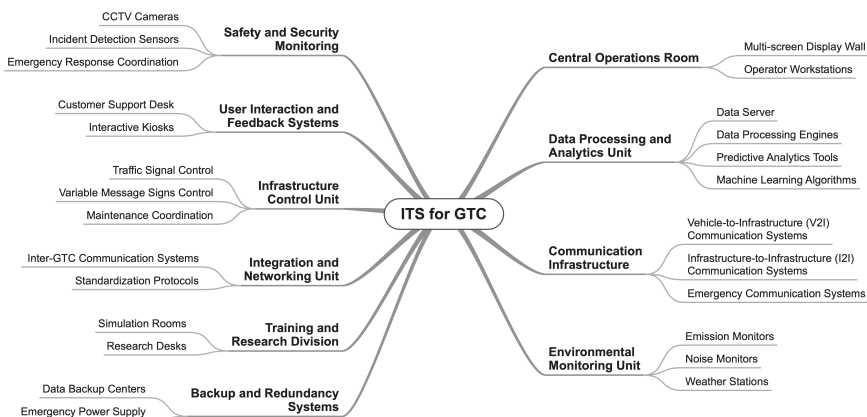 CCTV Cameras
Incident Detection Sensors
Emergency Response Coordination
Safety and Security
Monitoring
Customer Support Desk
Interactive Kiosks
User Interaction and
Feedback Systems
Traffic Signal Control
Variable Message Signs Control
Maintenance Coordination
Infrastructure
Control Unit
Inter-GTC Communication Systems
Standardization Protocols
Integration and
Networking Unit
Simulation Rooms
Research Desks
Training and
Research Division
Data Backup Centers
Emergency Power Supply
Backup and Redundancy
Systems
ITS for GTC
Central Operations Room
Multi-screen Display Wall
Operator Workstations
Data Processing and
Analytics Unit
Data Server
Data Processing Engines
Predictive Analytics Tools
Machine Learning Algorithms
Communication
Infrastructure
Vehicle-to-Infrastructure (V2I)
Communication Systems
Infrastructure-to-Infrastructure (I2I)
Communication Systems
Emergency Communication Systems
Environmental
Monitoring Unit
Emission Monitors
Noise Monitors
Weather Stations